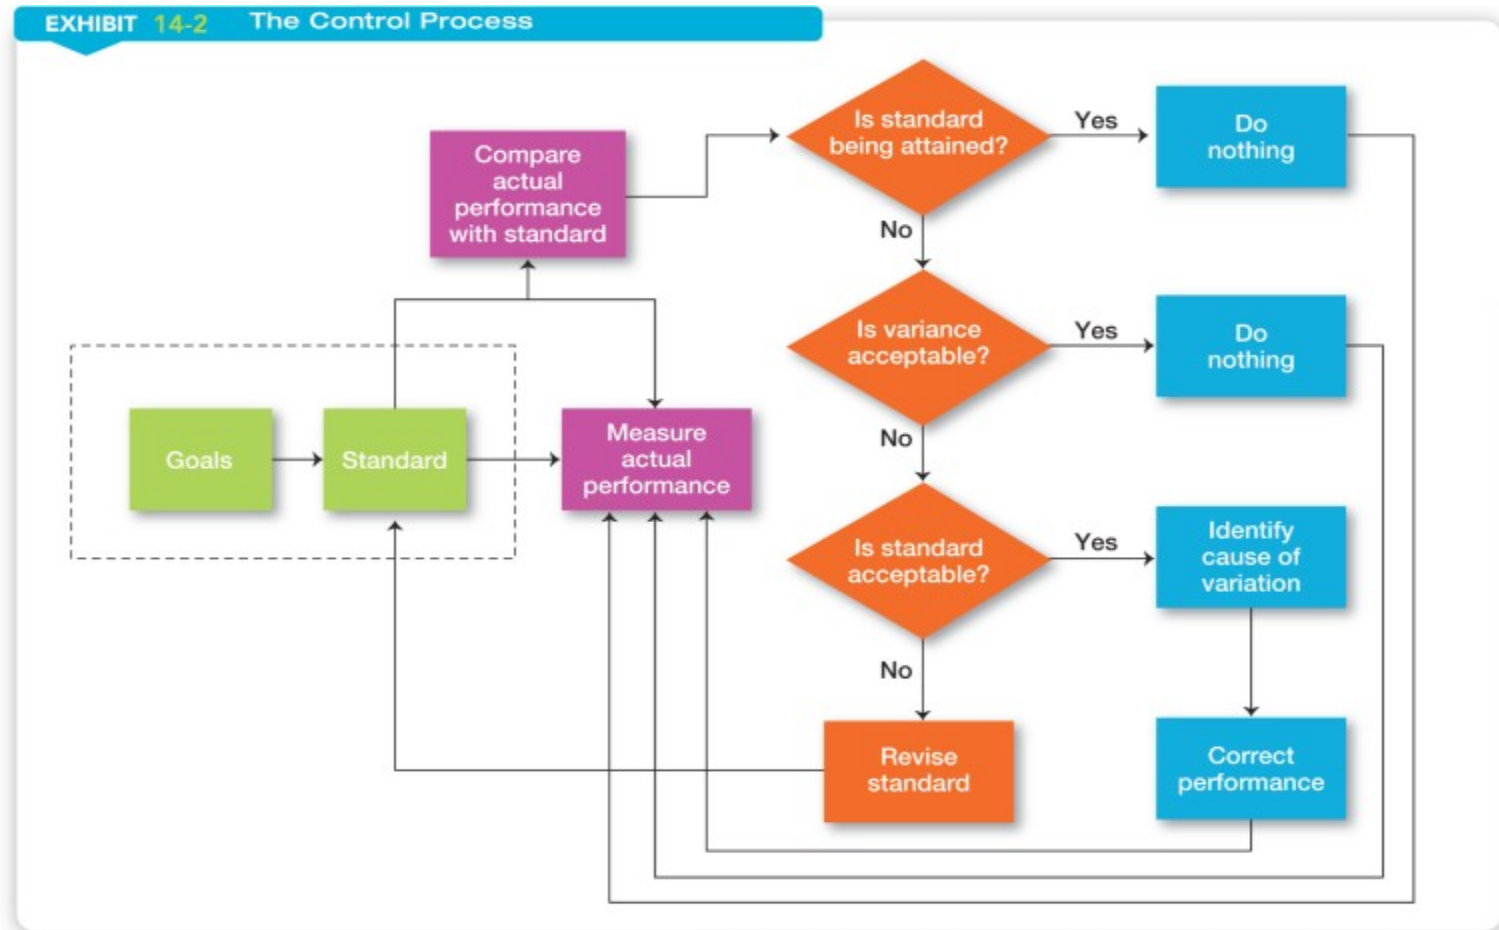 EXHIBIT 14-2 The Control Process
Compare
actual
performance
with standard
Is standard
being attained?
Yes
Do
nothing
No
Is variance
acceptable?
Yes
Do
nothing
Goals
Standard
Measure
actual
performance
No
Is standard
acceptable?
Yes
Identify
cause of
variation
No
Revise
standard
Correct
performance